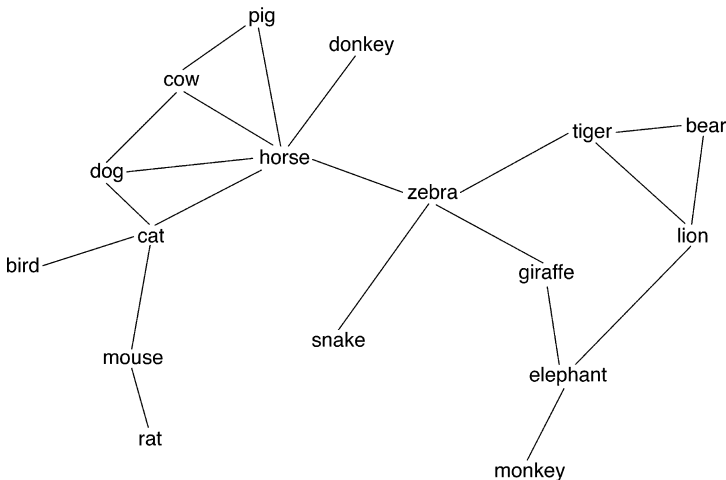 pig
donkey
cow
tiger
bear
horse
dog
zebra
cat
lion
bird
giraffe
snake
mouse
elephant
rat
monkey